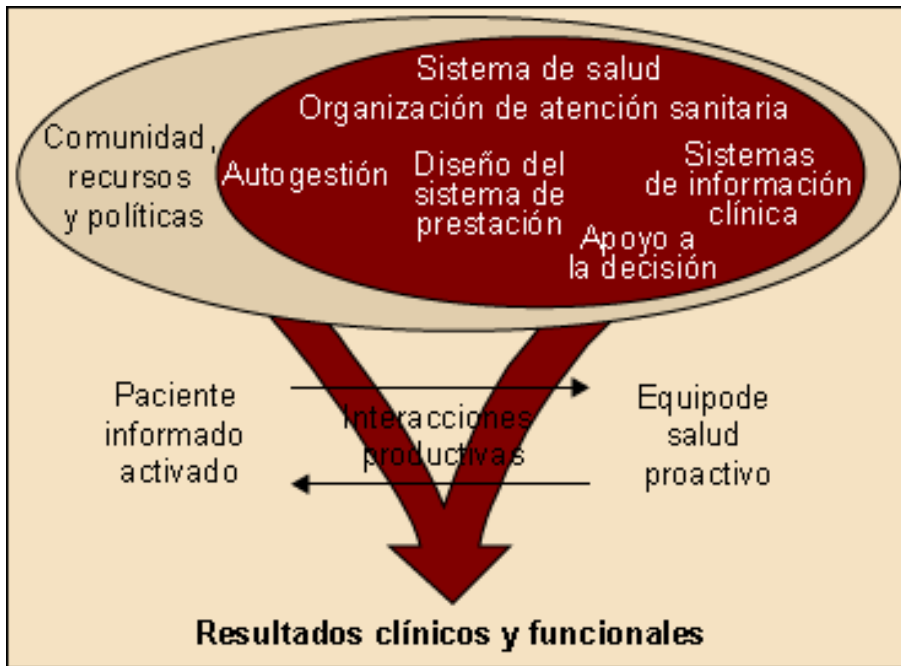 Sistema de salud
Organización de atención sanitaria
Comunidad,
recursos
y políticas
Autogestión
Diseño del
sistema de
prestación
Sistemas
de información
clínica
Apoyo a
la decisión
Paciente
informado
activado
Interacciones
productivas
Equipode
salud
proactivo
Resultados clínicos y funcionales